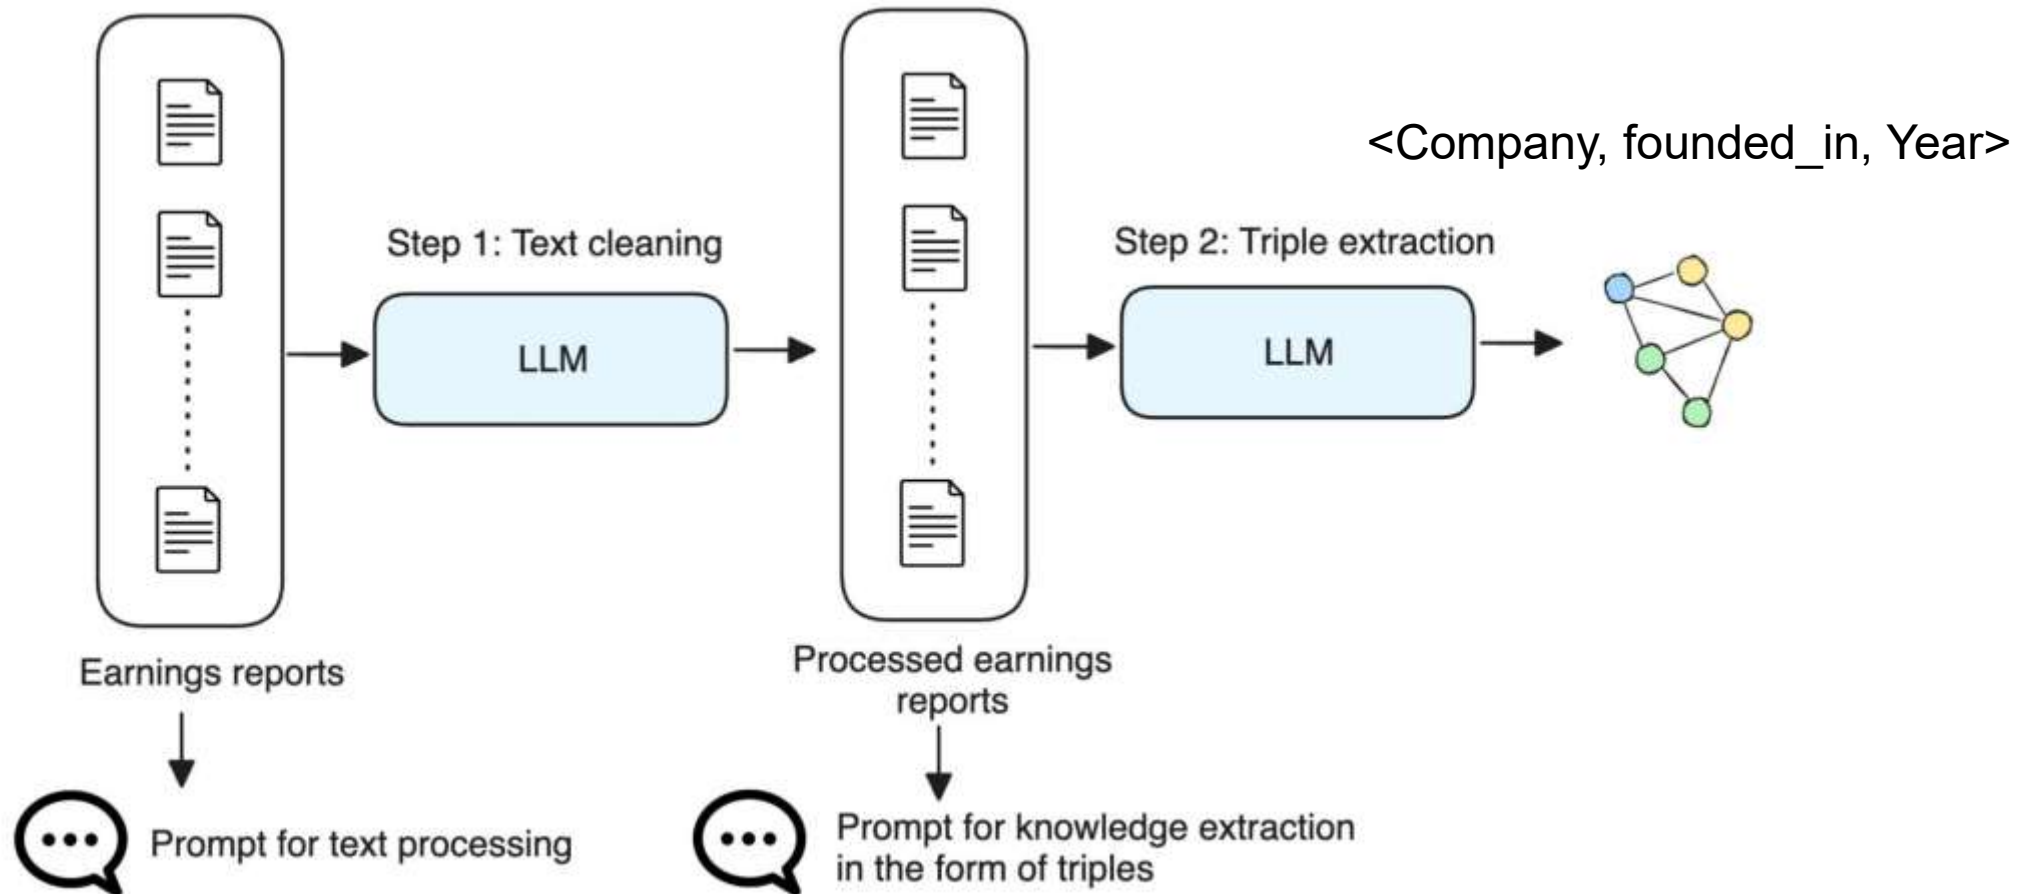 <Company, founded_in, Year>
Step 1: Text cleaning
LLM
Step 2: Triple extraction
LLM
Earnings reports
Processed earnings
reports
Prompt for text processing
Prompt for knowledge extraction
in the form of triples